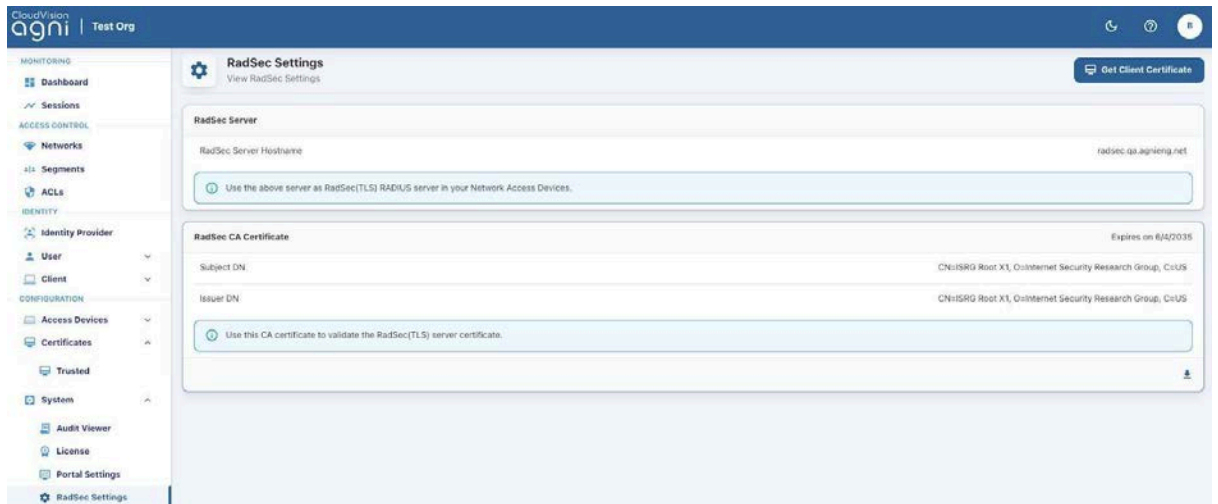 CloudVision
agni | Test Org
B
MONITORING
Dashboard
Sessions
ACCESS CONTROL
Networks
Segments
ACLs
IDENTITY
Identity Provider
User
Client
CONFIGURATION
Access Devices
Certificates
Trusted
System
Audit Viewer
License
Portal Settings
RadSec Settings
RadSec Settings
View RadSec Settings
Get Client Certificate
RadSec Server
RadSec Server Hostname radsec.qa.agnieng.net
Use the above server as RadSec(TLS) RADIUS server in your Network Access Devices.
RadSec CA Certificate Expires on 6/4/2035
Subject DN CN=ISRG Root X1, O=Internet Security Research Group, C=US
Issuer DN CN=ISRG Root X1, O=Internet Security Research Group, C=US
Use this CA certificate to validate the RadSec(TLS) server certificate.